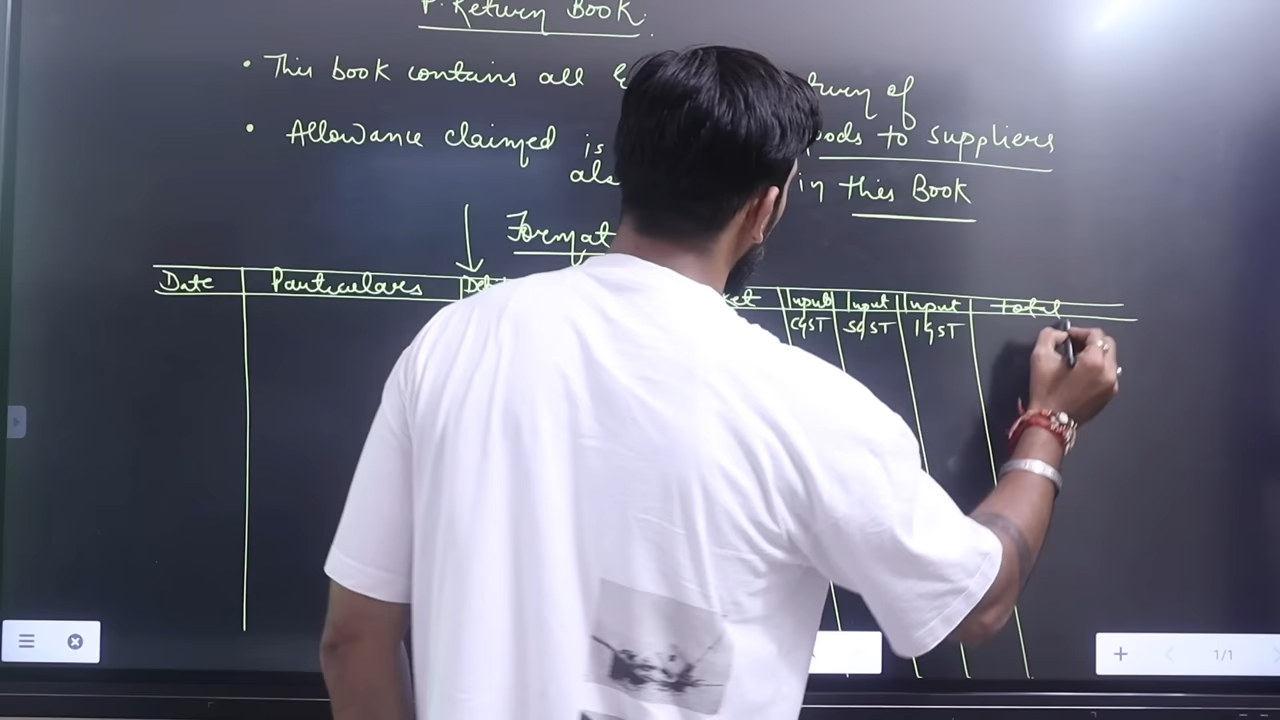 P. Return Book.
• This book contains all of
• Allowance claimed is to suppliers
in this Book
Format
Date Particulars Input Input Input total
CGST SGST IGST
1/1